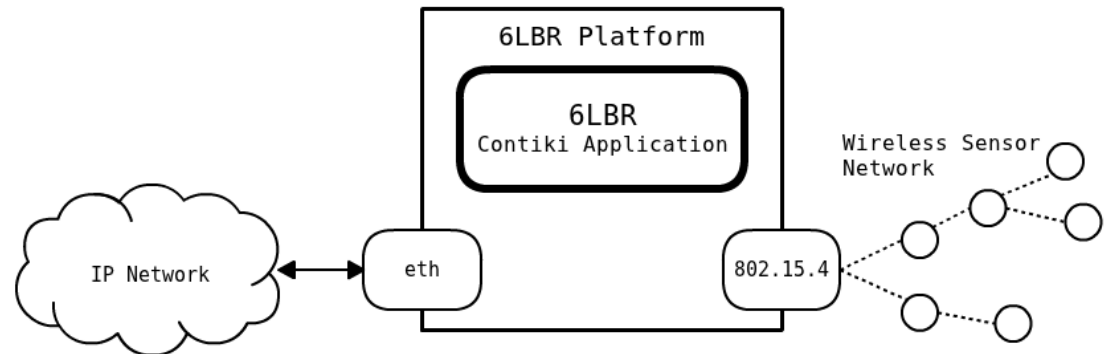 6LBR Platform
6LBR
Contiki Application
Wireless Sensor
Network
IP Network
eth
802.15.4